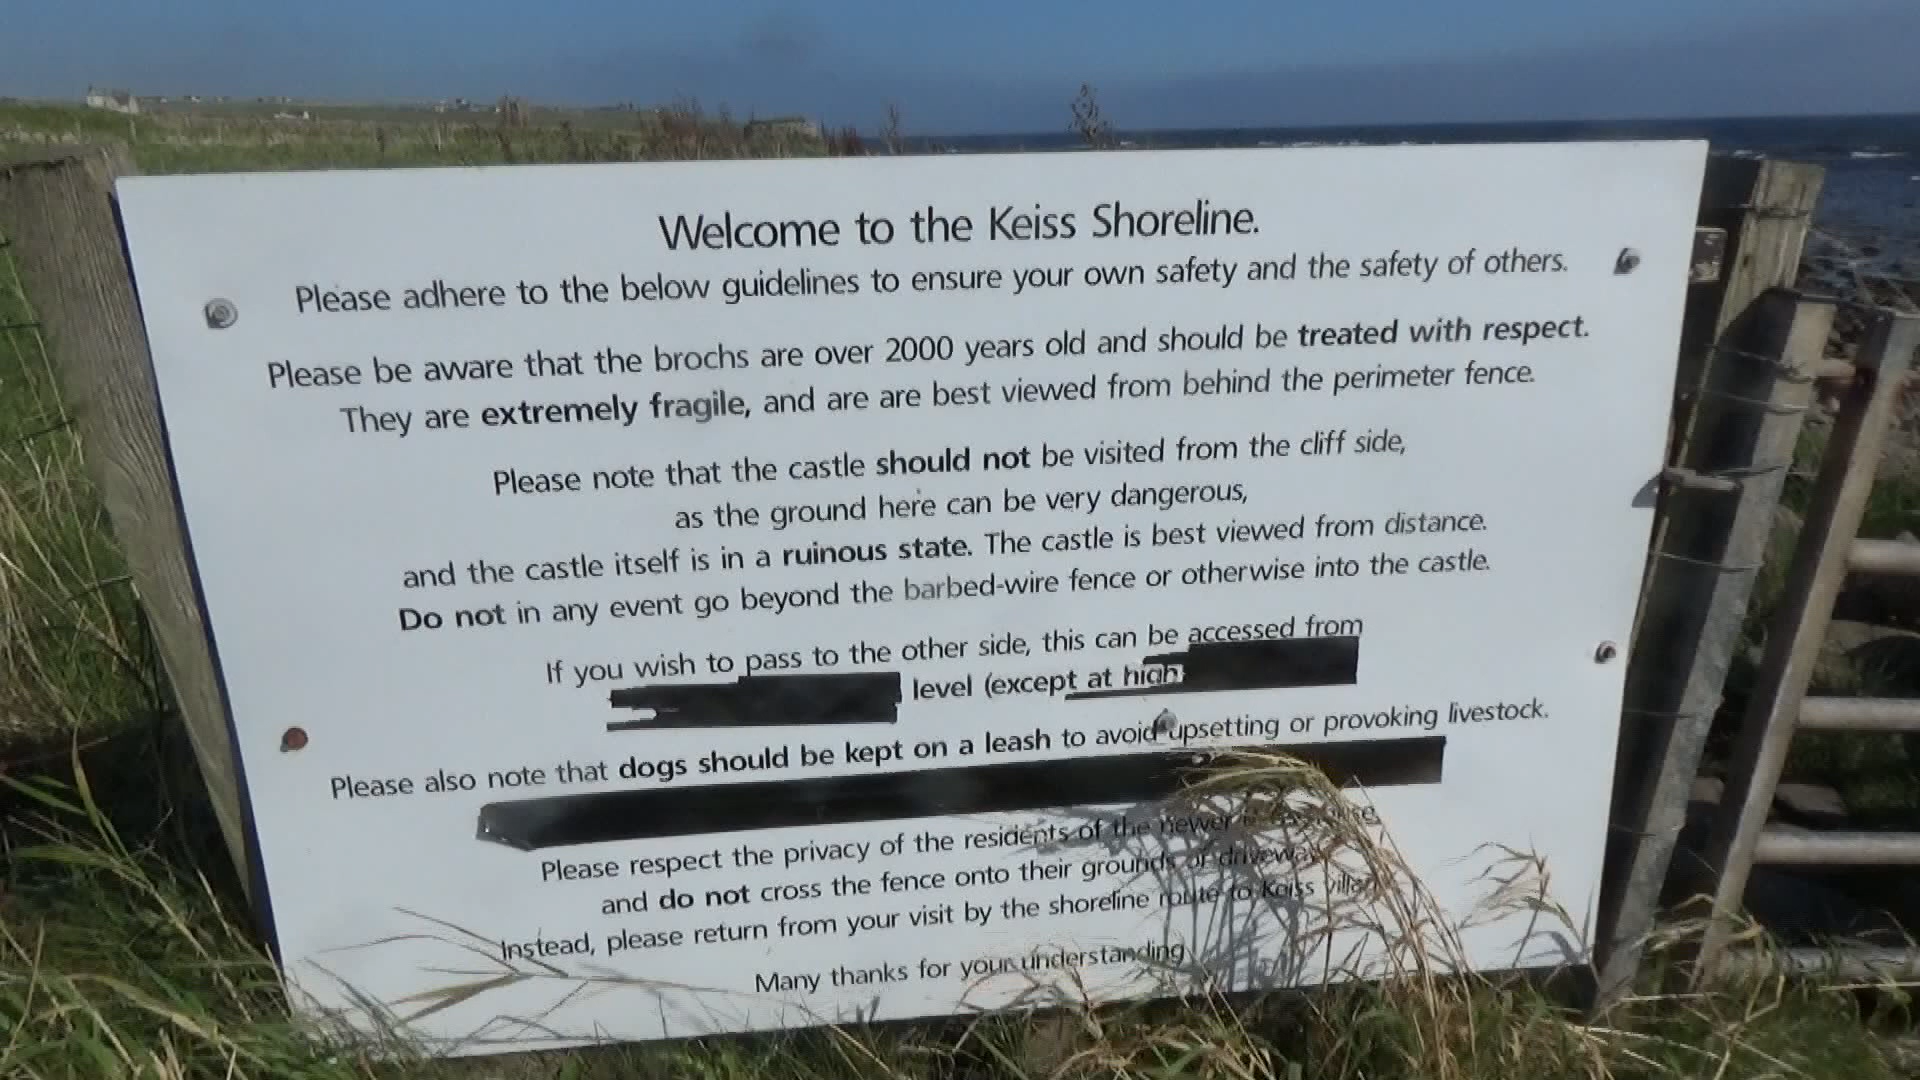 Welcome to the Keiss Shoreline.
Please adhere to the below guidelines to ensure your own safety and the safety of others.
Please be aware that the brochs are over 2000 years old and should be treated with respect.
They are extremely fragile, and are are best viewed from behind the perimeter fence.
Please note that the castle should not be visited from the cliff side,
as the ground here can be very dangerous,
and the castle itself is in a ruinous state. The castle is best viewed from distance.
Do not in any event go beyond the barbed-wire fence or otherwise into the castle.
If you wish to pass to the other side, this can be accessed from
level (except at high
Please also note that dogs should be kept on a leash to avoid upsetting or provoking livestock.
Please respect the privacy of the residents of the newer
and do not cross the fence onto their grounds or driveway
Instead, please return from your visit by the shoreline route to Keiss village
Many thanks for your understanding